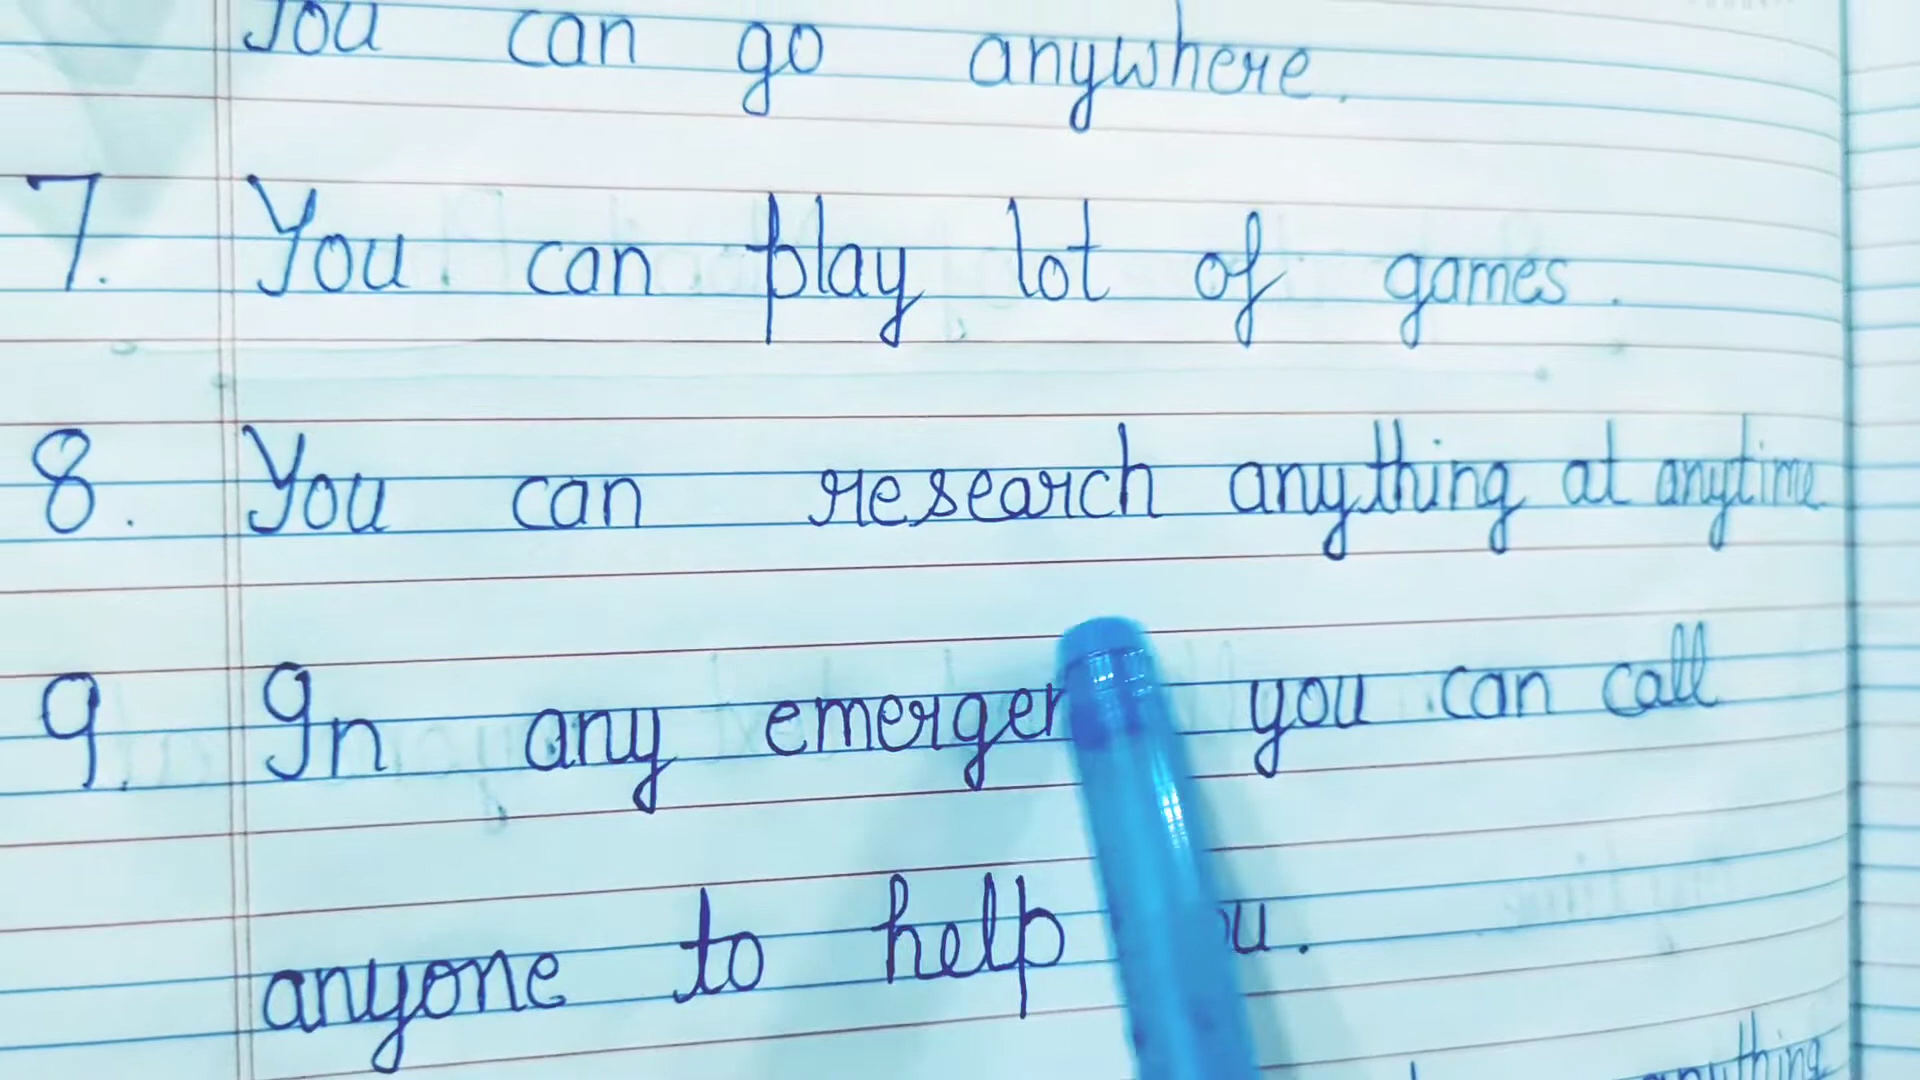 You can go anywhere.
7. You can play lot of games.
8. You can research anything at anytime
9. In any you can call
anyone to help
anything